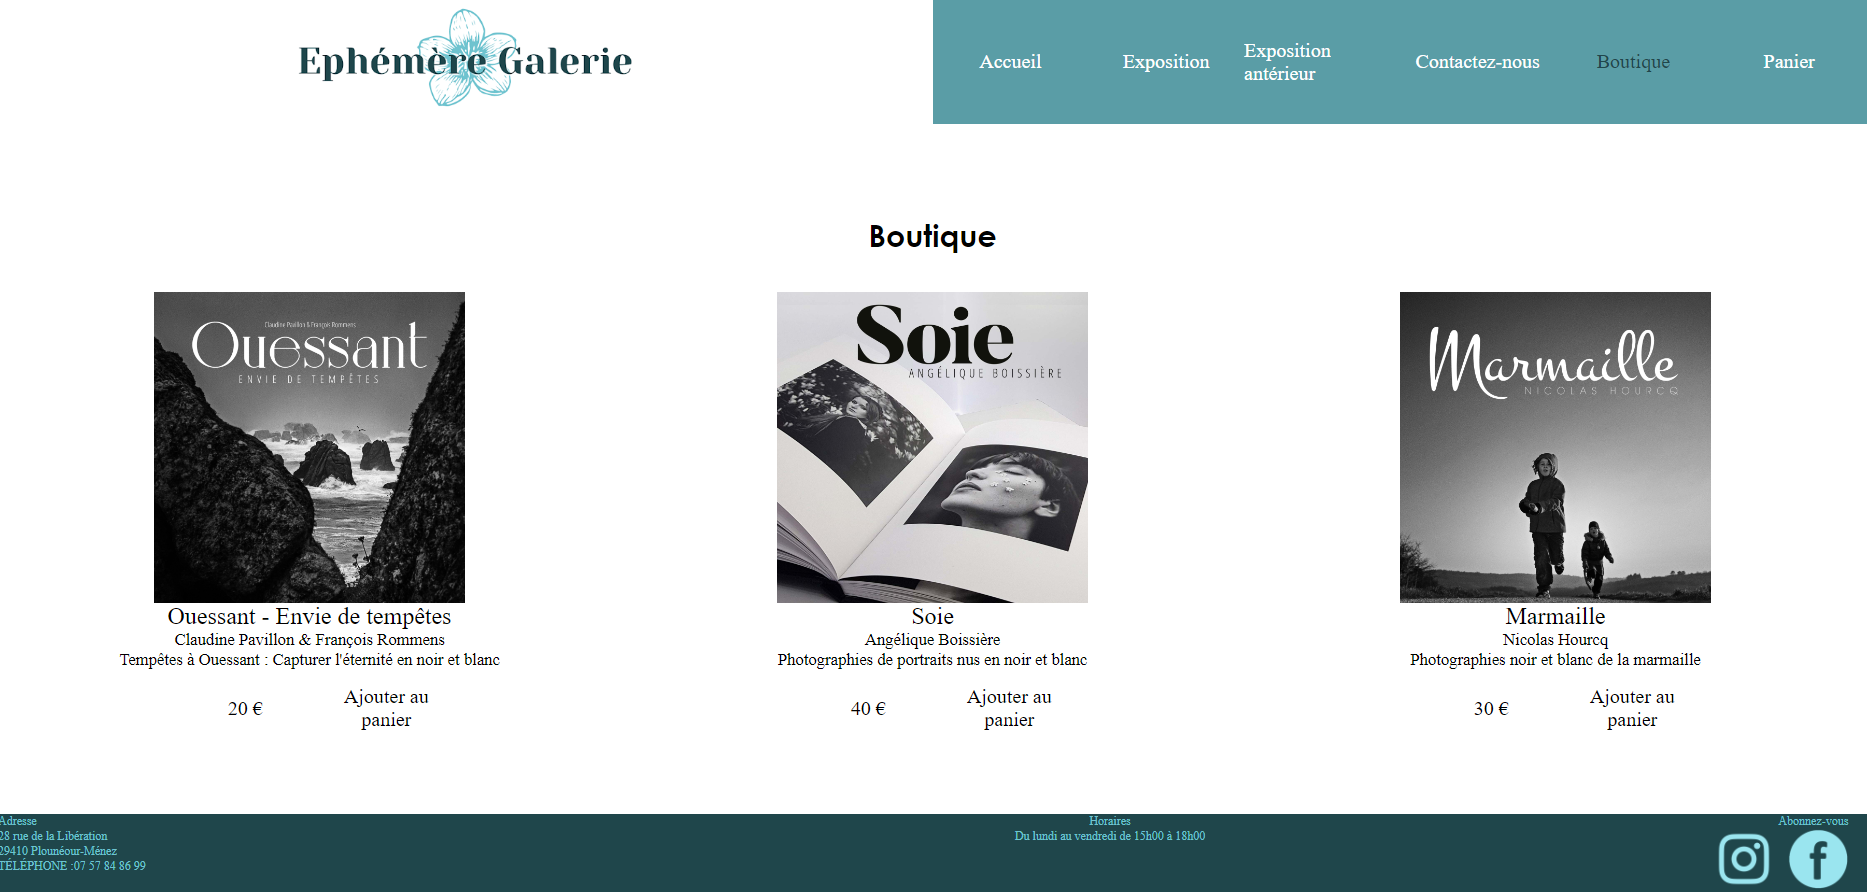 Ephémère Galerie
Accueil
Exposition
Exposition
antérieur
Contactez-nous
Boutique
Panier
Boutique
Claudine Pavillon & François Rommens
Ouessant
ENVIE DE TEMPÊTES
Soie
ANGÉLIQUE BOISSIÈRE
Marmaille
NICOLAS HOURCQ
Ouessant - Envie de tempêtes
Claudine Pavillon & François Rommens
Tempêtes à Ouessant : Capturer l'éternité en noir et blanc
20 €
Ajouter au
panier
Soie
Angélique Boissière
Photographies de portraits nus en noir et blanc
40 €
Ajouter au
panier
Marmaille
Nicolas Hourcq
Photographies noir et blanc de la marmaille
30 €
Ajouter au
panier
Adresse
28 rue de la Libération
29410 Plounéour-Ménez
TÉLÉPHONE :07 57 84 86 99
Horaires
Du lundi au vendredi de 15h00 à 18h00
Abonnez-vous